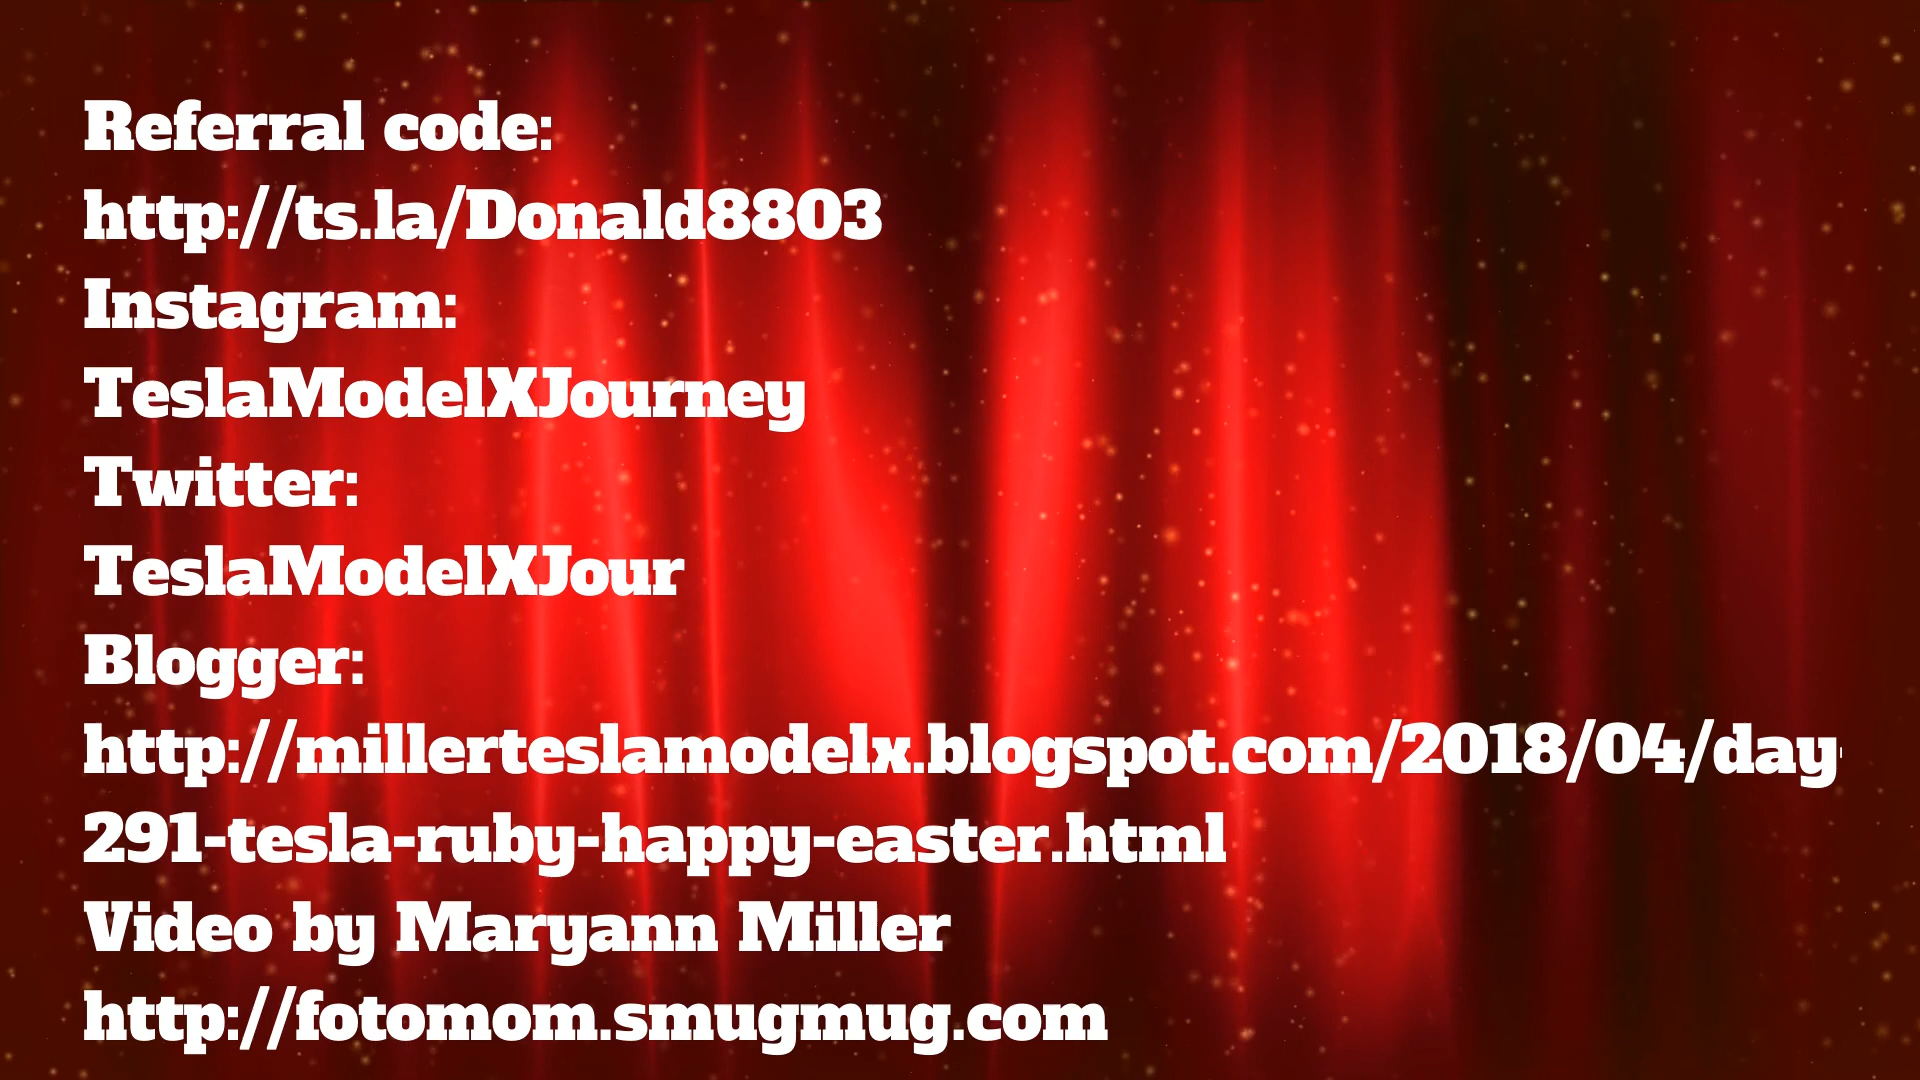 Referral code:
http://ts.la/Donald8803
Instagram:
TeslaModelXJourney
Twitter:
TeslaModelXJour
Blogger:
http://millerteslamodelx.blogspot.com/2018/04/day-
291-tesla-ruby-happy-easter.html
Video by Maryann Miller
http://fotomom.smugmug.com